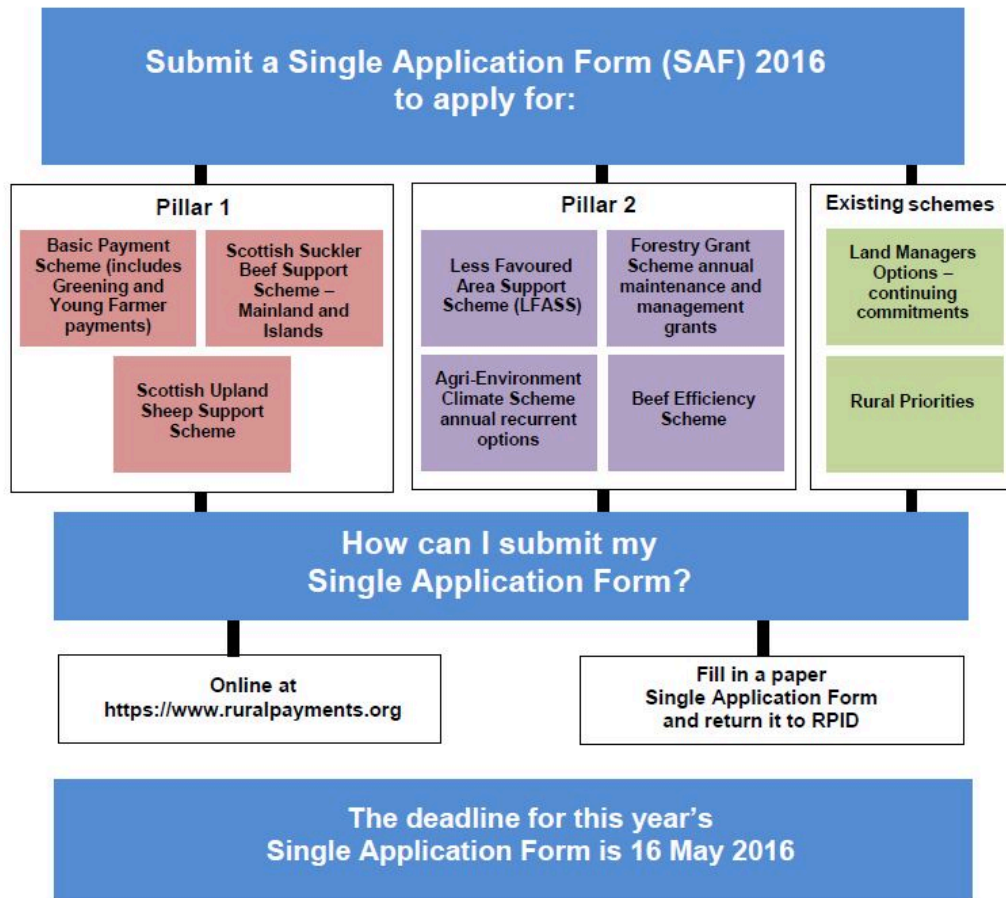 Submit a Single Application Form (SAF) 2016
to apply for:
Pillar 1
Basic Payment
Scheme (includes
Greening and
Young Farmer
payments)
Scottish Suckler
Beef Support
Scheme –
Mainland and
Islands
Scottish Upland
Sheep Support
Scheme
Pillar 2
Less Favoured
Area Support
Scheme (LFASS)
Forestry Grant
Scheme annual
maintenance and
management
grants
Agri-Environment
Climate Scheme
annual recurrent
options
Beef Efficiency
Scheme
Existing schemes
Land Managers
Options –
continuing
commitments
Rural Priorities
How can I submit my
Single Application Form?
Online at
https://www.ruralpayments.org
Fill in a paper
Single Application Form
and return it to RPID
The deadline for this year's
Single Application Form is 16 May 2016